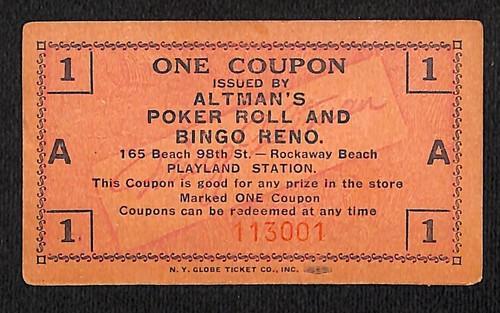 1 ONE COUPON 1
ISSUED BY
ALTMAN'S
POKER ROLL AND
BINGO RENO.
A 165 Beach 98th St. — Rockaway Beach A
PLAYLAND STATION.
This Coupon is good for any prize in the store
Marked ONE Coupon
Coupons can be redeemed at any time
1 113001 1
N. Y. GLOBE TICKET CO., INC.